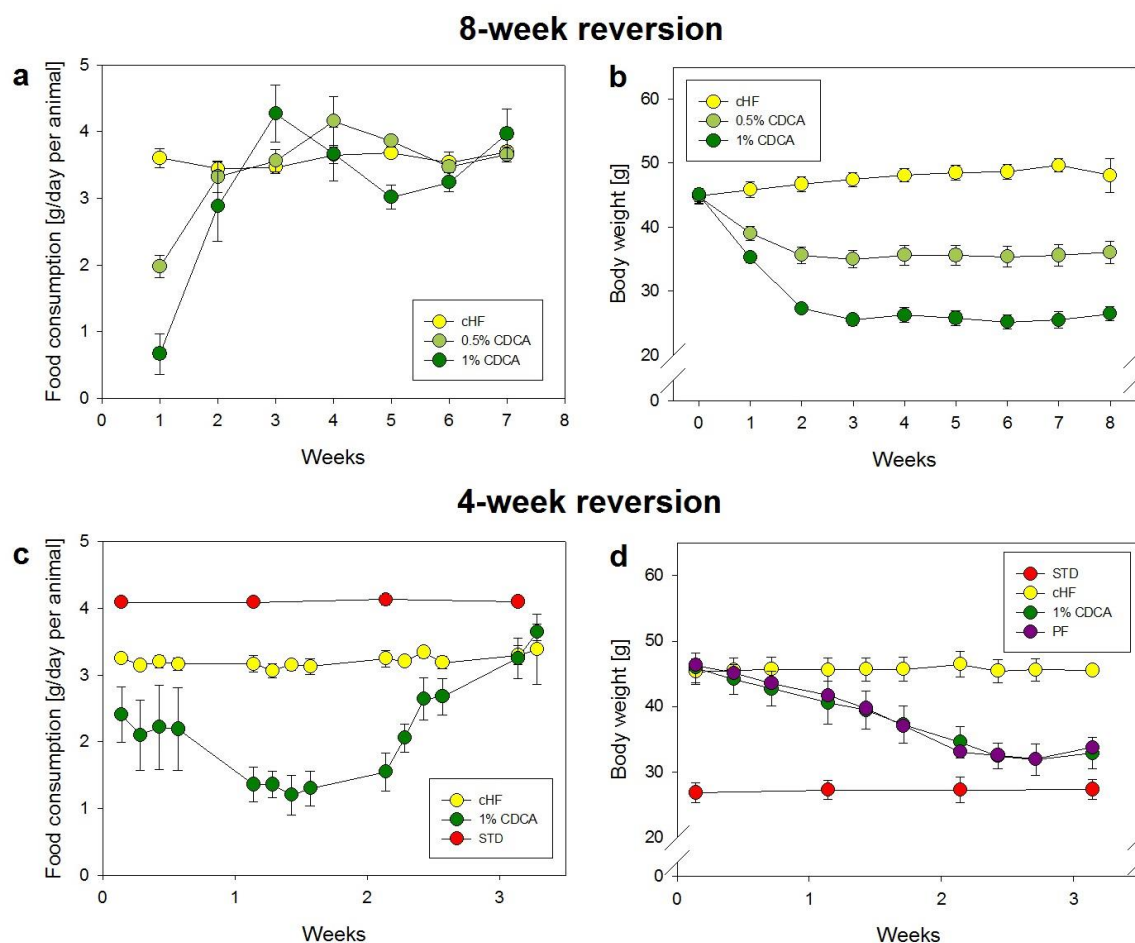 8-week reversion
a
Food consumption [g/day per animal]
5
4
3
2
1
0
0 1 2 3 4 5 6 7 8
Weeks
cHF
0.5% CDCA
1% CDCA
b
Body weight [g]
60
50
40
30
20
0
0 1 2 3 4 5 6 7 8
Weeks
cHF
0.5% CDCA
1% CDCA
4-week reversion
c
Food consumption [g/day per animal]
5
4
3
2
1
0
0 1 2 3
Weeks
cHF
1% CDCA
STD
d
Body weight [g]
60
50
40
30
20
0
0 1 2 3
Weeks
STD
cHF
1% CDCA
PF